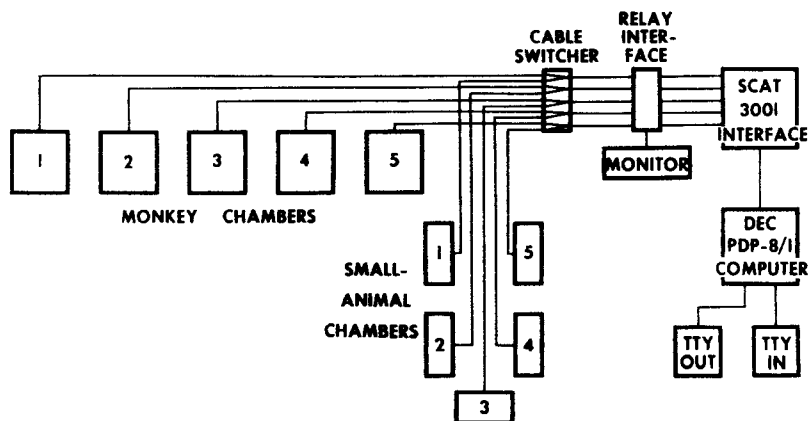 RELAY
INTER-
FACE
CABLE
SWITCHER
SCAT
3001
INTERFACE
1
2
3
4
5
MONITOR
MONKEY CHAMBERS
DEC
PDP-8/I
COMPUTER
1
5
SMALL-
ANIMAL
CHAMBERS
2
4
3
TTY
OUT
TTY
IN